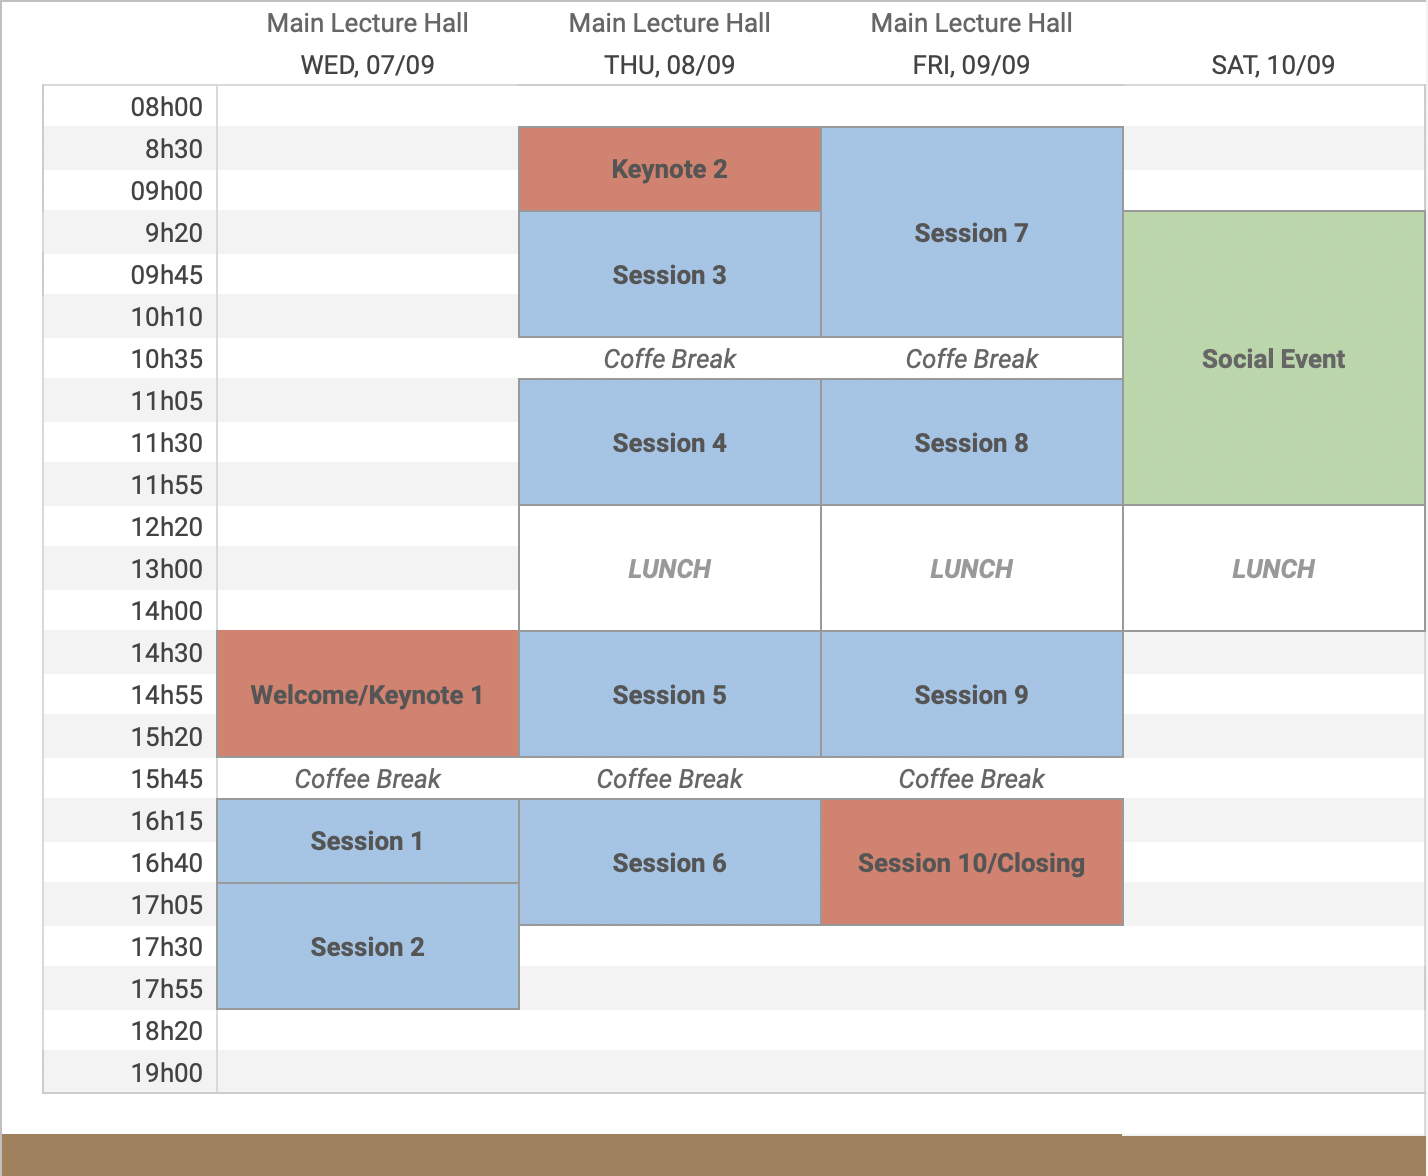 Main Lecture Hall Main Lecture Hall Main Lecture Hall
WED, 07/09 THU, 08/09 FRI, 09/09 SAT, 10/09
08h00
8h30
Keynote 2
09h00
9h20 Session 7
09h45 Session 3
10h10
10h35 Coffe Break Coffe Break Social Event
11h05
11h30 Session 4 Session 8
11h55
12h20
13h00 LUNCH LUNCH LUNCH
14h00
14h30
14h55 Welcome/Keynote 1 Session 5 Session 9
15h20
15h45 Coffee Break Coffee Break Coffee Break
16h15
Session 1
16h40 Session 6 Session 10/Closing
17h05
17h30 Session 2
17h55
18h20
19h00